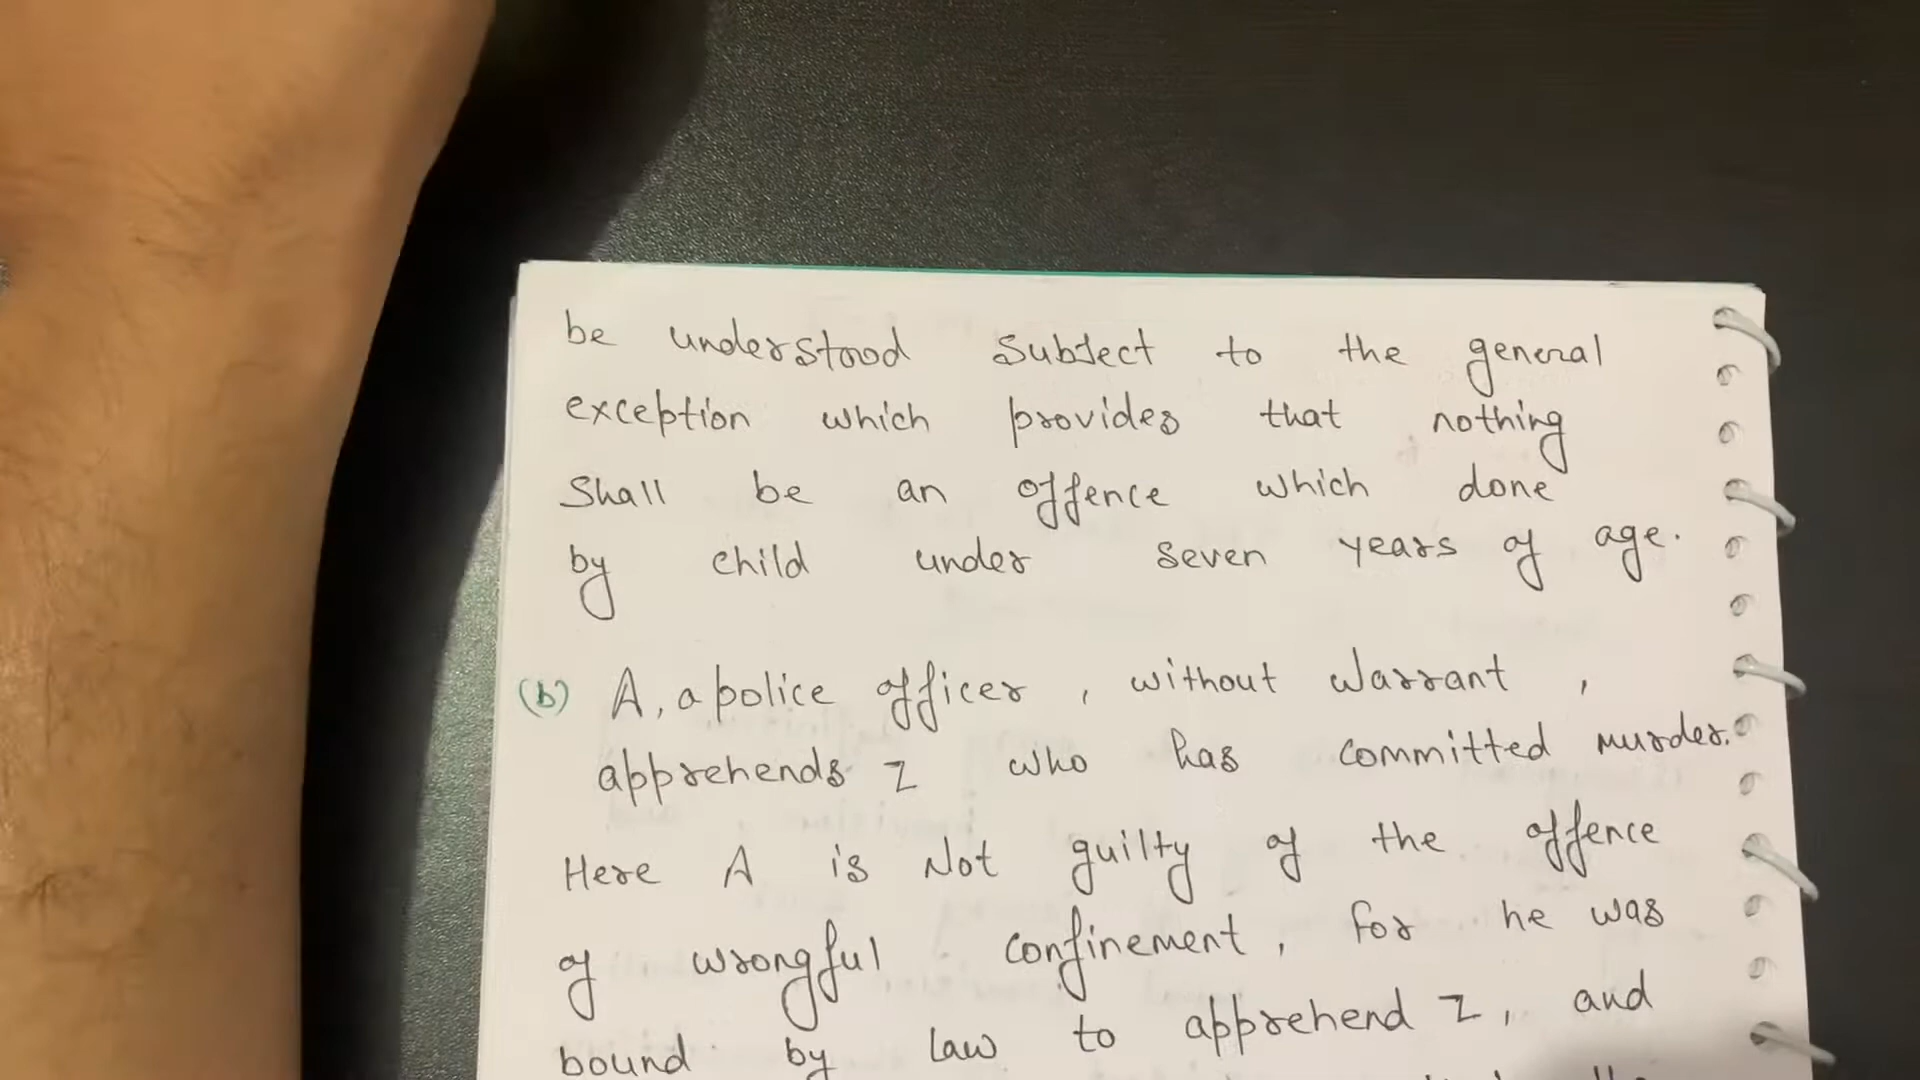 be understood Subject to the general
exception which provides that nothing
Shall be an offence which done
by child under seven years of age.
(b) A, a police officer, without Warrant,
apprehends Z who has committed murder.
Here A is Not guilty of the offence
of wrongful confinement, for he was
bound by law to apprehend Z, and